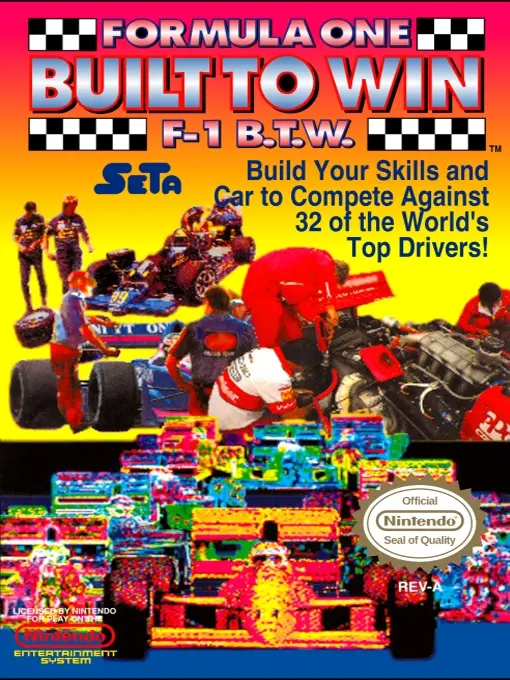 FORMULA ONE
BUILT TO WIN
F-1 B.T.W.
TM
SETA
Build Your Skills and
Car to Compete Against
32 of the World's
Top Drivers!
99
Official
Nintendo
Seal of Quality
REV-A
LICENSED BY NINTENDO
FOR PLAY ON THE
Nintendo
ENTERTAINMENT
SYSTEM